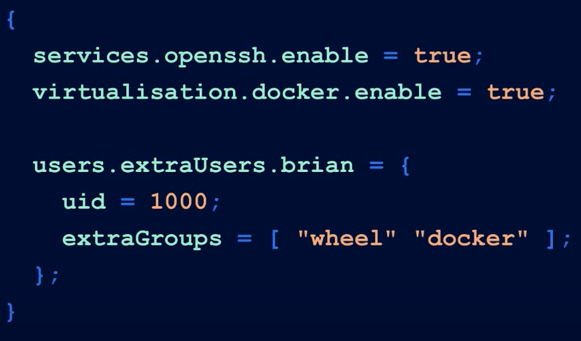 {
  services.openssh.enable = true;
  virtualisation.docker.enable = true;

  users.extraUsers.brian = {
    uid = 1000;
    extraGroups = [ "wheel" "docker" ];
  };
}